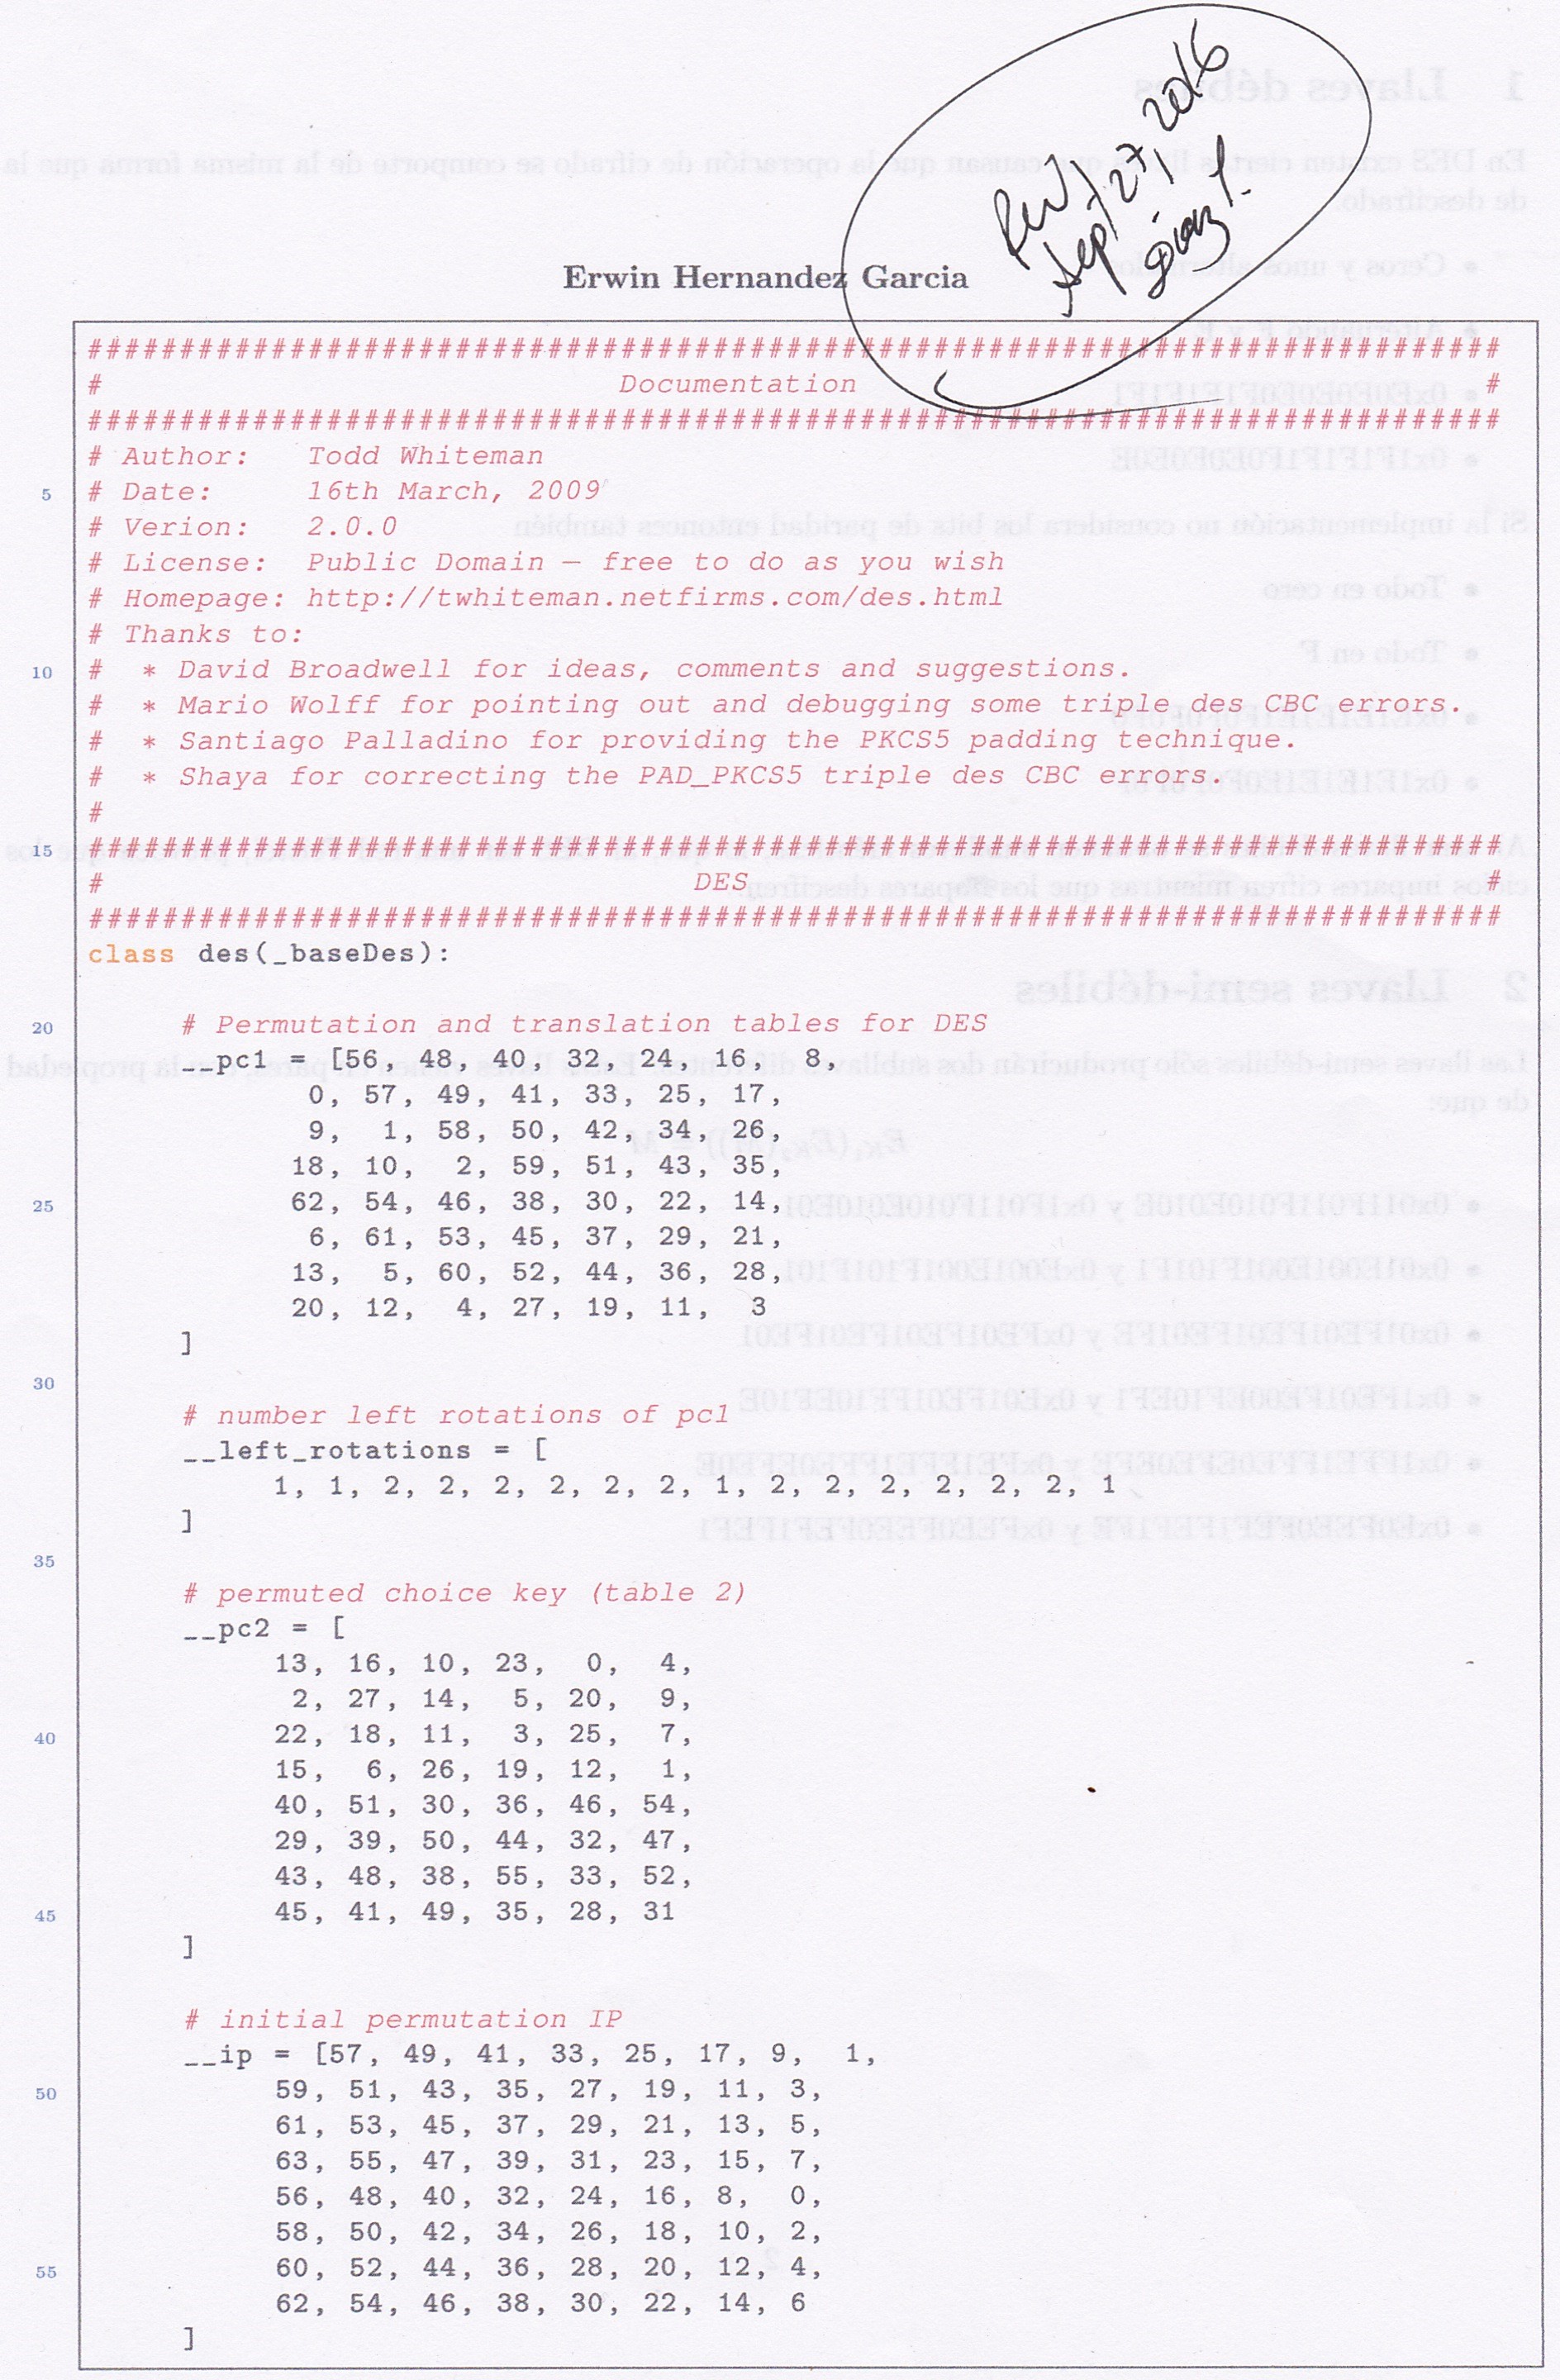 Sept 27, 2016
Erwin Hernandez Garcia
################################################################################
# Documentation #
################################################################################
# Author: Todd Whiteman
5 # Date: 16th March, 2009
# Verion: 2.0.0
# License: Public Domain — free to do as you wish
# Homepage: http://twhiteman.netfirms.com/des.html
# Thanks to:
10 # * David Broadwell for ideas, comments and suggestions.
# * Mario Wolff for pointing out and debugging some triple des CBC errors.
# * Santiago Palladino for providing the PKCS5 padding technique.
# * Shaya for correcting the PAD_PKCS5 triple des CBC errors.
#
15 ################################################################################
# DES #
################################################################################
class des(_baseDes):
20 # Permutation and translation tables for DES
__pc1 = [56, 48, 40, 32, 24, 16, 8,
0, 57, 49, 41, 33, 25, 17,
9, 1, 58, 50, 42, 34, 26,
18, 10, 2, 59, 51, 43, 35,
25 62, 54, 46, 38, 30, 22, 14,
6, 61, 53, 45, 37, 29, 21,
13, 5, 60, 52, 44, 36, 28,
20, 12, 4, 27, 19, 11, 3
]
30
# number left rotations of pc1
__left_rotations = [
1, 1, 2, 2, 2, 2, 2, 2, 1, 2, 2, 2, 2, 2, 2, 1
]
35
# permuted choice key (table 2)
__pc2 = [
13, 16, 10, 23, 0, 4,
2, 27, 14, 5, 20, 9,
40 22, 18, 11, 3, 25, 7,
15, 6, 26, 19, 12, 1,
40, 51, 30, 36, 46, 54,
29, 39, 50, 44, 32, 47,
43, 48, 38, 55, 33, 52,
45 45, 41, 49, 35, 28, 31
]
# initial permutation IP
__ip = [57, 49, 41, 33, 25, 17, 9, 1,
50 59, 51, 43, 35, 27, 19, 11, 3,
61, 53, 45, 37, 29, 21, 13, 5,
63, 55, 47, 39, 31, 23, 15, 7,
56, 48, 40, 32, 24, 16, 8, 0,
58, 50, 42, 34, 26, 18, 10, 2,
55 60, 52, 44, 36, 28, 20, 12, 4,
62, 54, 46, 38, 30, 22, 14, 6
]